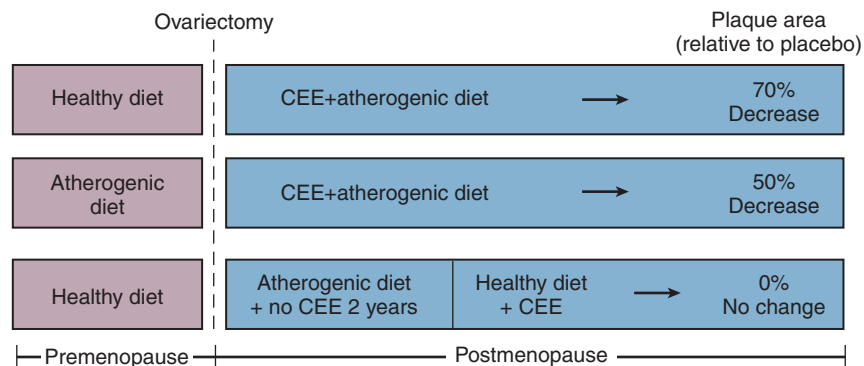 Ovariectomy
Plaque area
(relative to placebo)
Healthy diet
CEE+atherogenic diet
70%
Decrease
Atherogenic
diet
CEE+atherogenic diet
50%
Decrease
Healthy diet
Atherogenic diet
+ no CEE 2 years
Healthy diet
+ CEE
0%
No change
Premenopause
Postmenopause